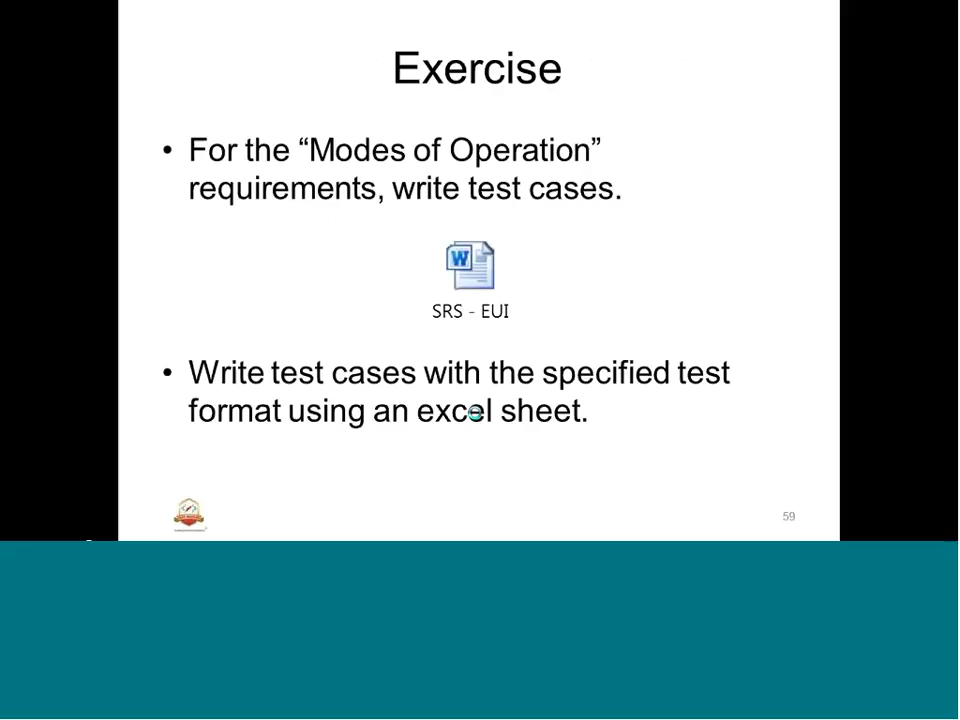 Exercise
• For the “Modes of Operation”
requirements, write test cases.
W
SRS - EUI
• Write test cases with the specified test
format using an excel sheet.
59